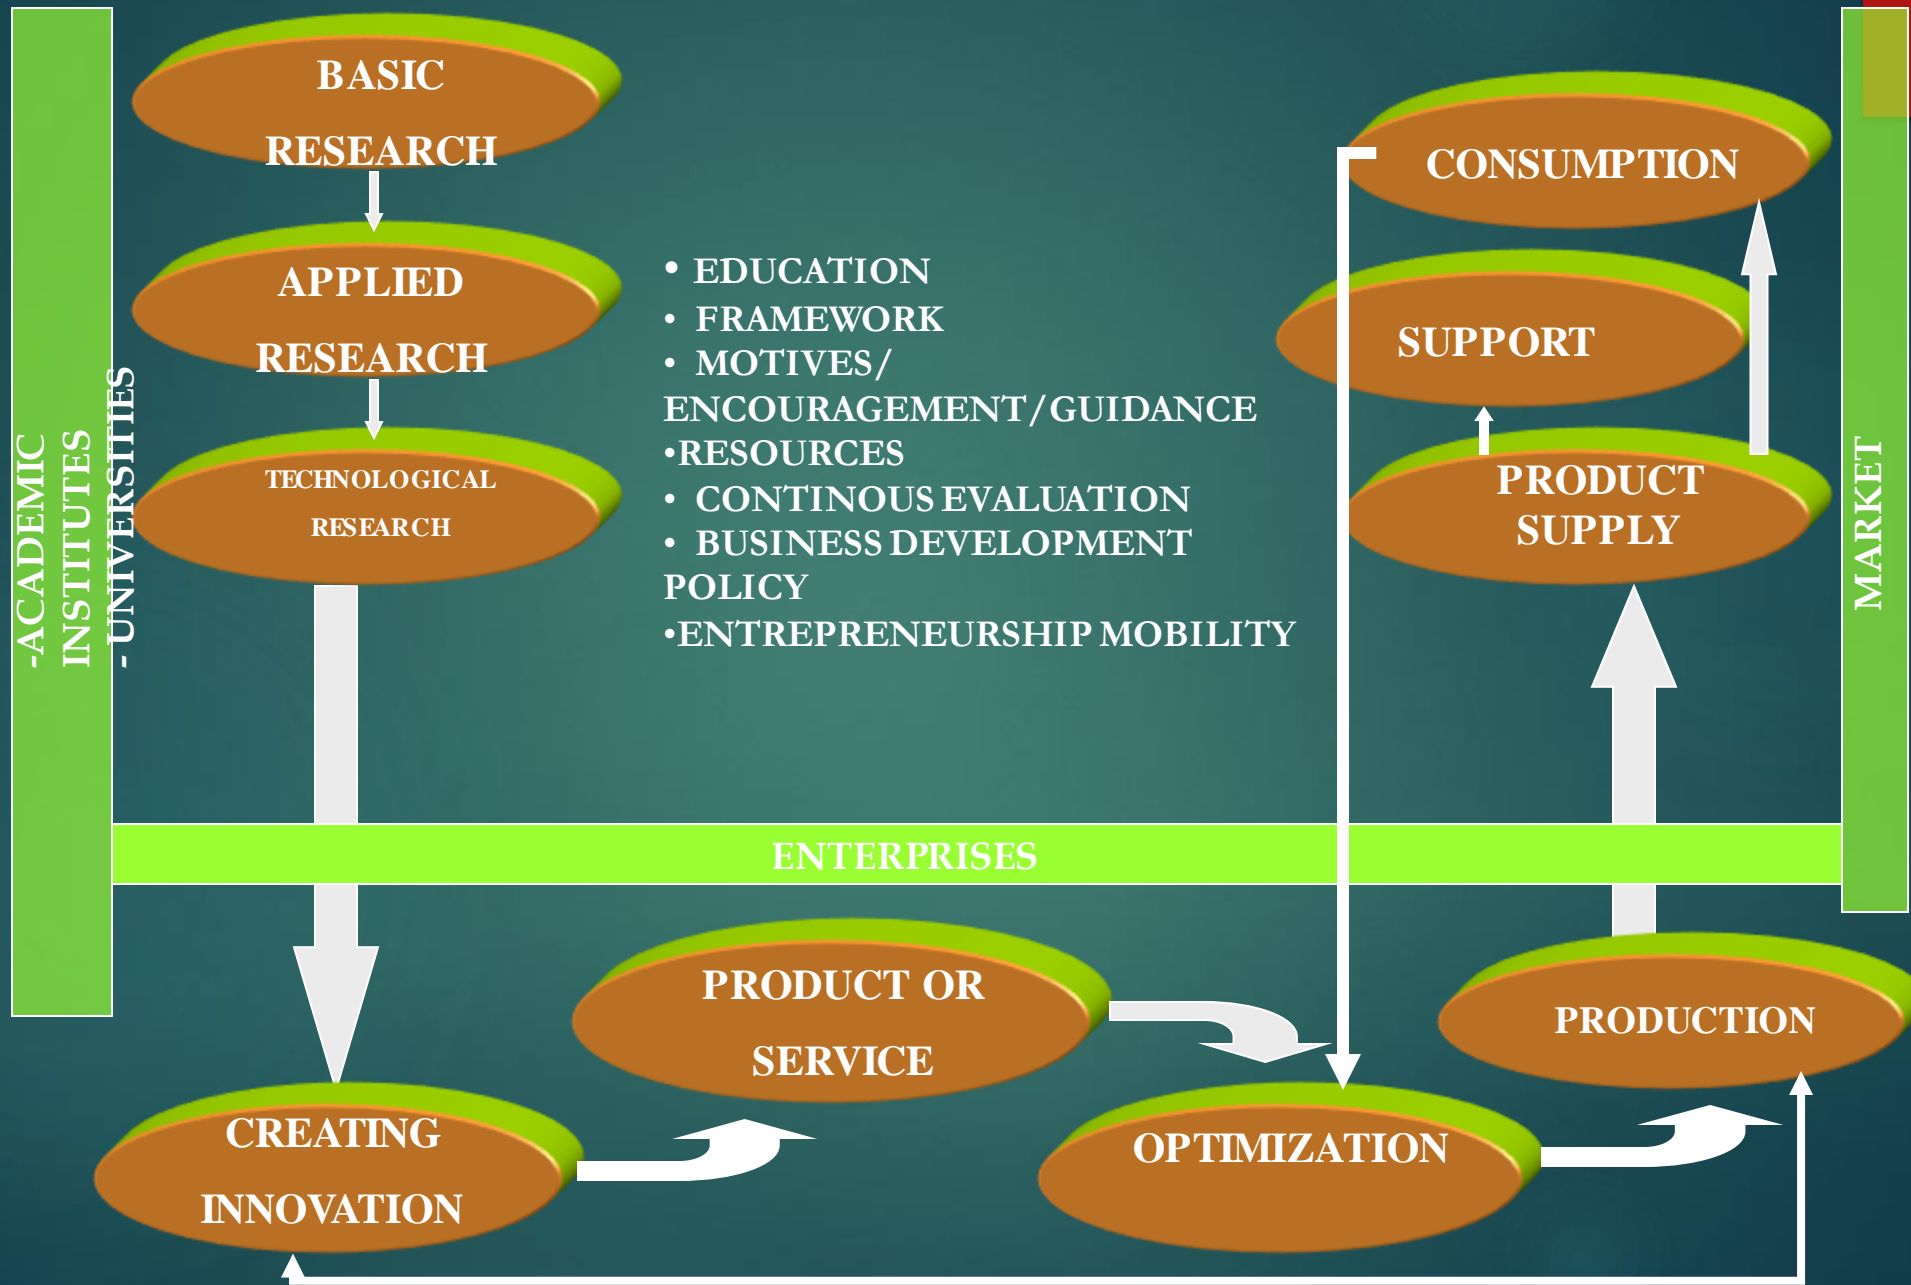 -ACADEMIC
INSTITUTES
- UNIVERSITIES
BASIC
RESEARCH
APPLIED
RESEARCH
TECHNOLOGICAL
RESEARCH
• EDUCATION
• FRAMEWORK
• MOTIVES/
ENCOURAGEMENT/GUIDANCE
•RESOURCES
• CONTINOUS EVALUATION
• BUSINESS DEVELOPMENT
POLICY
•ENTREPRENEURSHIP MOBILITY
CONSUMPTION
SUPPORT
PRODUCT
SUPPLY
MARKET
ENTERPRISES
CREATING
INNOVATION
PRODUCT OR
SERVICE
OPTIMIZATION
PRODUCTION